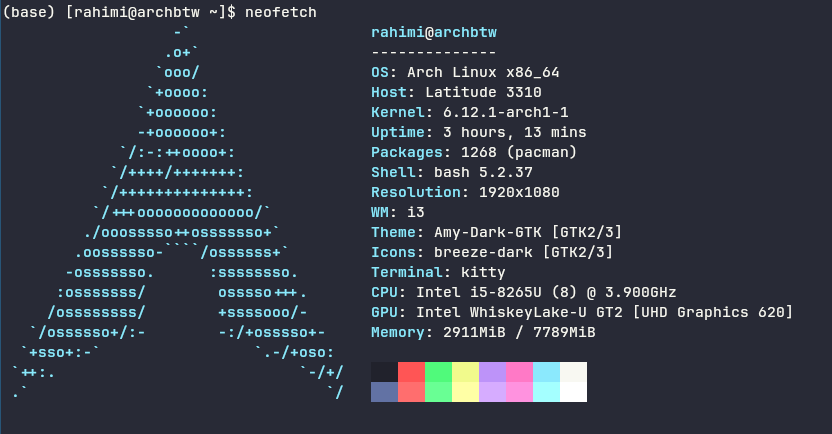 (base) [rahimi@archbtw ~]$ neofetch
                  -`                     rahimi@archbtw
                 .o+`                    --------------
                `ooo/                    OS: Arch Linux x86_64
               `+oooo:                   Host: Latitude 3310
              `+oooooo:                  Kernel: 6.12.1-arch1-1
              -+oooooo+:                 Uptime: 3 hours, 13 mins
            `/:-:++oooo+:                Packages: 1268 (pacman)
           `/++++/+++++++:               Shell: bash 5.2.37
          `/++++++++++++++:              Resolution: 1920x1080
         `/+++ooooooooooooo/`            WM: i3
        ./ooosssso++osssssso+`           Theme: Amy-Dark-GTK [GTK2/3]
       .oossssso-````/ossssss+`          Icons: breeze-dark [GTK2/3]
      -osssssso.      :ssssssso.         Terminal: kitty
     :osssssss/        osssso+++.        CPU: Intel i5-8265U (8) @ 3.900GHz
    /ossssssss/        +ssssooo/-        GPU: Intel WhiskeyLake-U GT2 [UHD Graphics 620]
  `/ossssso+/:-        -:/+osssso+-      Memory: 2911MiB / 7789MiB
 `+sso+:-`                 `.-/+oso:
`++:.                           `-/+/
.`                                 `/